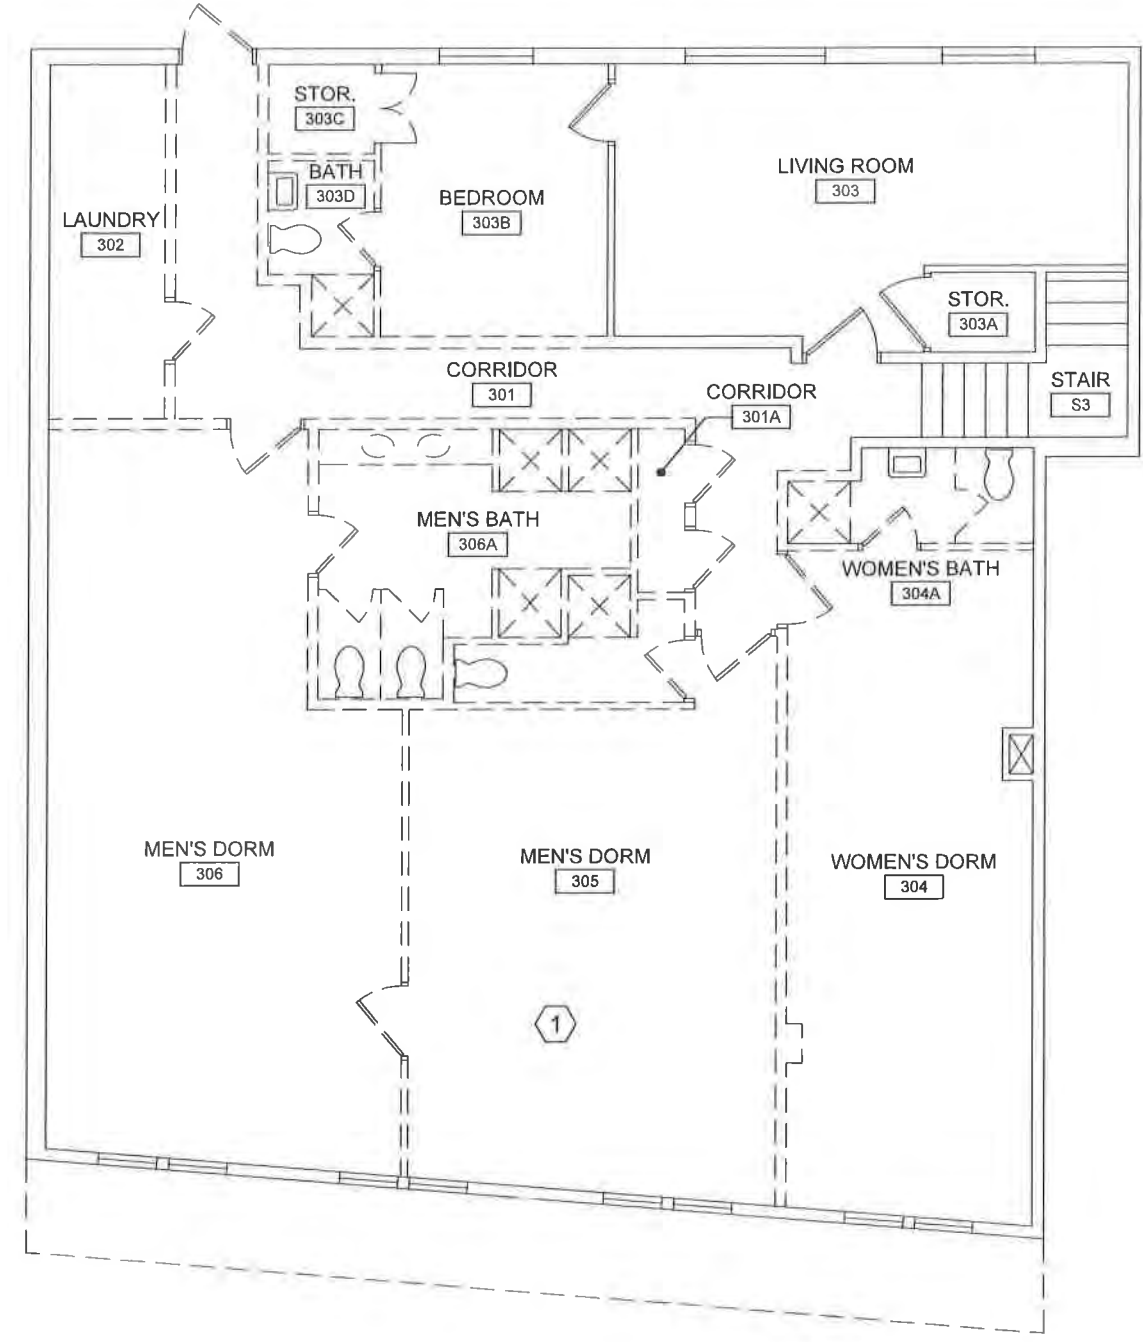 STOR.
303C
BATH
303D
LAUNDRY
302
BEDROOM
303B
LIVING ROOM
303
STOR.
303A
CORRIDOR
301
CORRIDOR
301A
STAIR
S3
MEN'S BATH
306A
WOMEN'S BATH
304A
MEN'S DORM
306
MEN'S DORM
305
WOMEN'S DORM
304
1